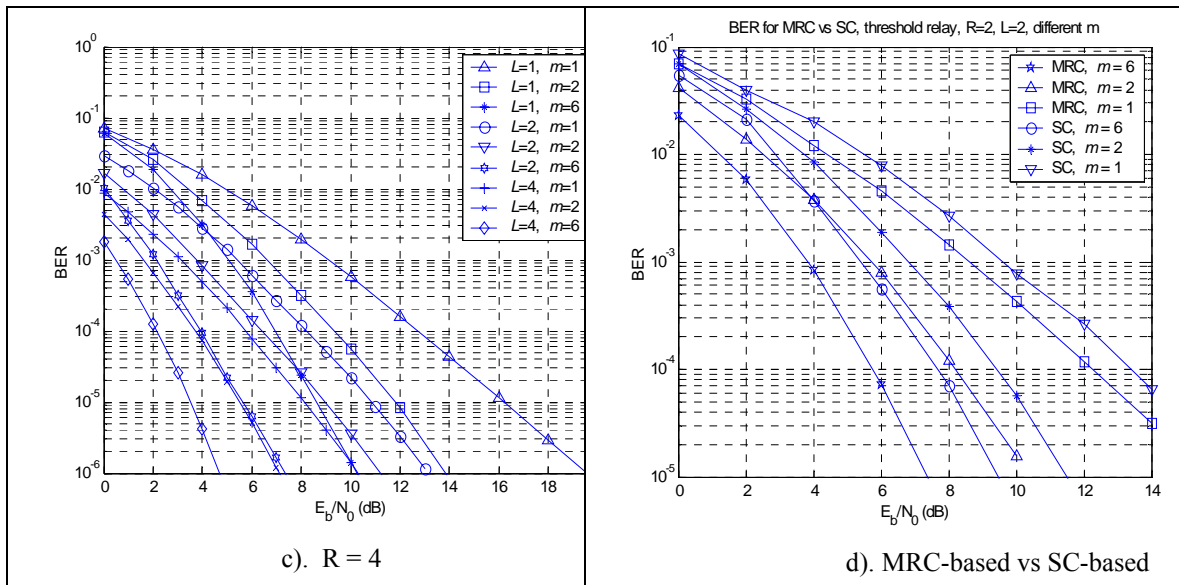 10^0
10^-1
10^-2
10^-3
10^-4
10^-5
10^-6
BER
0 2 4 6 8 10 12 14 16 18
E_b/N_0 (dB)
L=1, m=1
L=1, m=2
L=1, m=6
L=2, m=1
L=2, m=2
L=2, m=6
L=4, m=1
L=4, m=2
L=4, m=6
c). R = 4
BER for MRC vs SC, threshold relay, R=2, L=2, different m
10^-1
10^-2
10^-3
10^-4
10^-5
BER
0 2 4 6 8 10 12 14
E_b/N_0 (dB)
MRC, m = 6
MRC, m = 2
MRC, m = 1
SC, m = 6
SC, m = 2
SC, m = 1
d). MRC-based vs SC-based